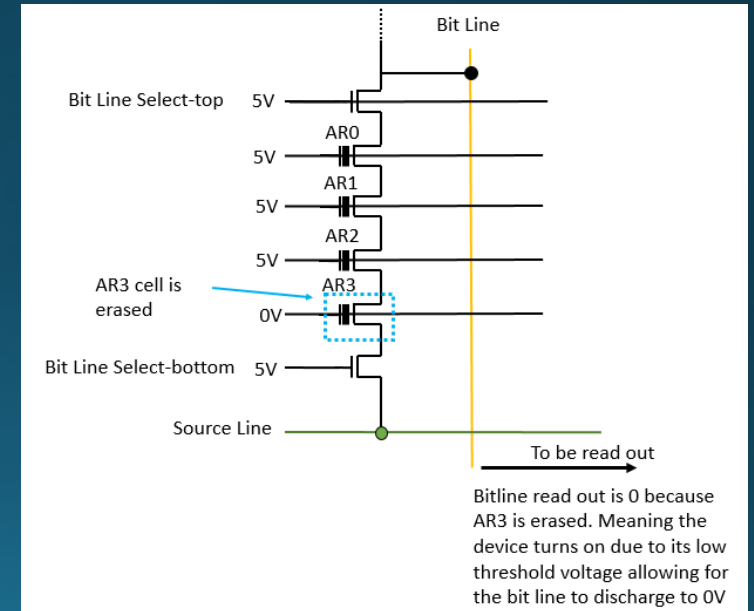 Bit Line
Bit Line Select-top 5V
AR0
5V
AR1
5V
AR2
5V
AR3
AR3 cell is
erased
0V
Bit Line Select-bottom 5V
Source Line
To be read out
Bitline read out is 0 because
AR3 is erased. Meaning the
device turns on due to its low
threshold voltage allowing for
the bit line to discharge to 0V